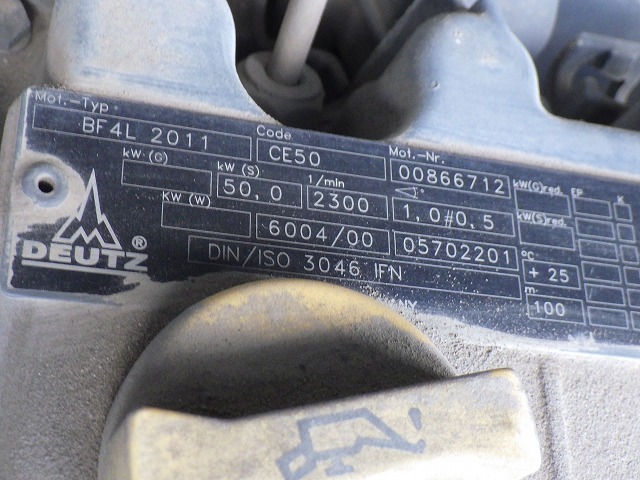 Mot.-Typ Code Mot.-Nr.
BF4L 2011 CE50 00866712
kW (G) kW (S) 1/min ∢° kW(G)red. EP K
50,0 2300 1,0#0,5
kW (W) kW(S)red.
6004/00 05702201 °C
DEUTZ ® DIN/ISO 3046 IFN + 25
m
100